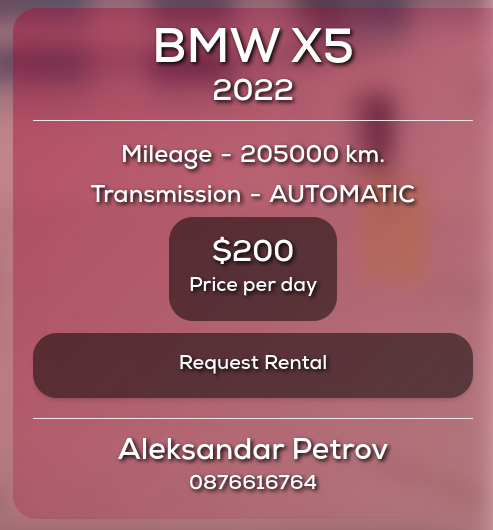 BMW X5
2022
Mileage - 205000 km.
Transmission - AUTOMATIC
$200
Price per day
Request Rental
Aleksandar Petrov
0876616764